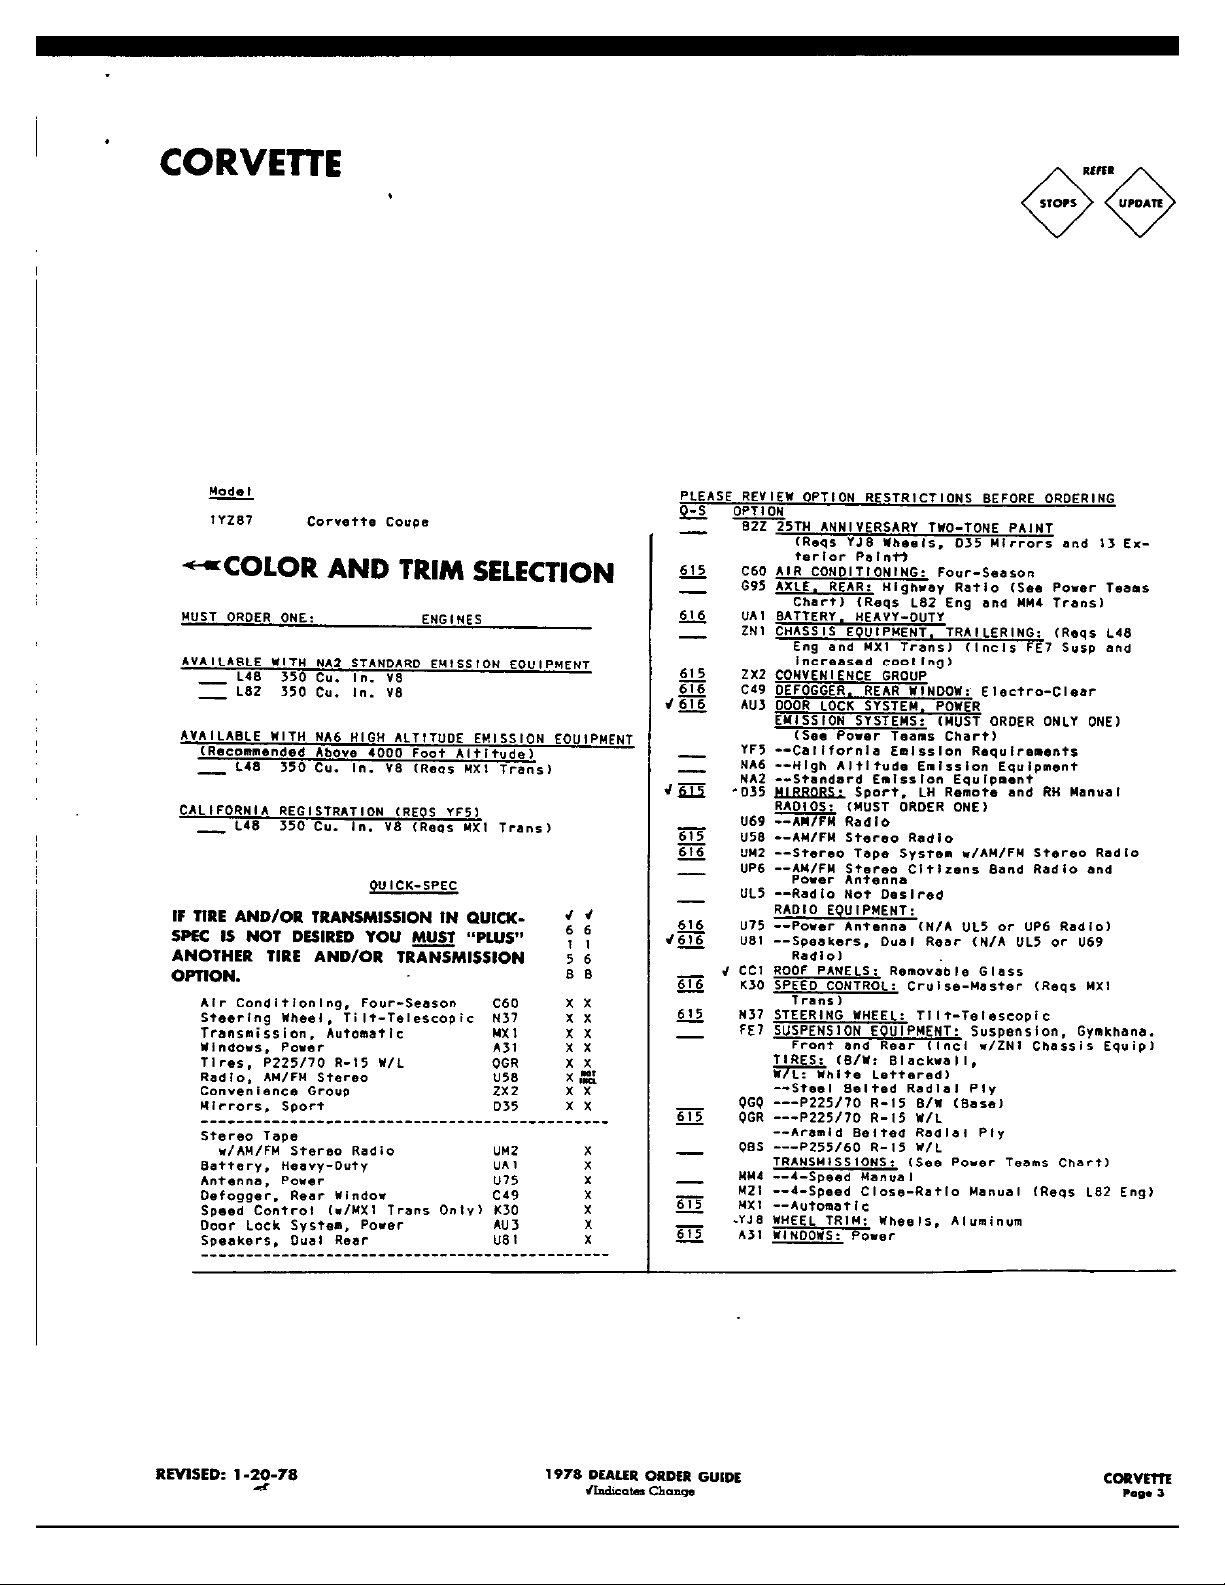 CORVETTE
REFER
STOPS UPDATE
Model
1YZ87 Corvette Coupe
COLOR AND TRIM SELECTION
MUST ORDER ONE: ENGINES
AVAILABLE WITH NA2 STANDARD EMISSION EQUIPMENT
___ L48 350 Cu. In. V8
___ L82 350 Cu. In. V8
AVAILABLE WITH NA6 HIGH ALTITUDE EMISSION EQUIPMENT
(Recommended Above 4000 Foot Altitude)
___ L48 350 Cu. In. V8 (Reqs MX1 Trans)
CALIFORNIA REGISTRATION (REQS YF5)
___ L48 350 Cu. In. V8 (Reqs MX1 Trans)
QUICK-SPEC
IF TIRE AND/OR TRANSMISSION IN QUICK- √ √
SPEC IS NOT DESIRED YOU MUST "PLUS" 6 6
ANOTHER TIRE AND/OR TRANSMISSION 1 1
OPTION. 5 6
B B
Air Conditioning, Four-Season C60 X X
Steering Wheel, Tilt-Telescopic N37 X X
Transmission, Automatic MX1 X X
Windows, Power A31 X X
Tires, P225/70 R-15 W/L QGR X X
Radio, AM/FM Stereo U58 X NOT INCL
Convenience Group ZX2 X X
Mirrors, Sport D35 X X
Stereo Tape
w/AM/FM Stereo Radio UM2 X
Battery, Heavy-Duty UA1 X
Antenna, Power U75 X
Defogger, Rear Window C49 X
Speed Control (w/MX1 Trans Only) K30 X
Door Lock System, Power AU3 X
Speakers, Dual Rear U81 X
PLEASE REVIEW OPTION RESTRICTIONS BEFORE ORDERING
Q-S OPTION
___ B2Z 25TH ANNIVERSARY TWO-TONE PAINT
(Reqs YJ8 Wheels, D35 Mirrors and 13 Ex-
terior Paint)
615 C60 AIR CONDITIONING: Four-Season
___ G95 AXLE, REAR: Highway Ratio (See Power Teams
Chart) (Reqs L82 Eng and MM4 Trans)
616 UA1 BATTERY, HEAVY-DUTY
___ ZN1 CHASSIS EQUIPMENT, TRAILERING: (Reqs L48
Eng and MX1 Trans) (Incls FE7 Susp and
increased cooling)
615 ZX2 CONVENIENCE GROUP
616 C49 DEFOGGER, REAR WINDOW: Electro-Clear
√ 616 AU3 DOOR LOCK SYSTEM, POWER
EMISSION SYSTEMS: (MUST ORDER ONLY ONE)
(See Power Teams Chart)
___ YF5 --California Emission Requirements
___ NA6 --High Altitude Emission Equipment
___ NA2 --Standard Emission Equipment
√ 615 D35 MIRRORS: Sport, LH Remote and RH Manual
RADIOS: (MUST ORDER ONE)
___ U69 --AM/FM Radio
615 U58 --AM/FM Stereo Radio
616 UM2 --Stereo Tape System w/AM/FM Stereo Radio
___ UP6 --AM/FM Stereo Citizens Band Radio and
Power Antenna
___ UL5 --Radio Not Desired
RADIO EQUIPMENT:
616 U75 --Power Antenna (N/A UL5 or UP6 Radio)
√ 616 U81 --Speakers, Dual Rear (N/A UL5 or U69
Radio)
___ √ CC1 ROOF PANELS: Removable Glass
616 K30 SPEED CONTROL: Cruise-Master (Reqs MX1
Trans)
615 N37 STEERING WHEEL: Tilt-Telescopic
___ FE7 SUSPENSION EQUIPMENT: Suspension, Gymkhana,
Front and Rear (Incl w/ZN1 Chassis Equip)
TIRES: (B/W: Blackwall,
W/L: White Lettered)
--Steel Belted Radial Ply
___ QGQ ---P225/70 R-15 B/W (Base)
615 QGR ---P225/70 R-15 W/L
--Aramid Belted Radial Ply
___ QBS ---P255/60 R-15 W/L
TRANSMISSIONS: (See Power Teams Chart)
___ MM4 --4-Speed Manual
___ M21 --4-Speed Close-Ratio Manual (Reqs L82 Eng)
615 MX1 --Automatic
___ YJ8 WHEEL TRIM: Wheels, Aluminum
615 A31 WINDOWS: Power
REVISED: 1-20-78
1978 DEALER ORDER GUIDE
√Indicates Change
CORVETTE
Page 3